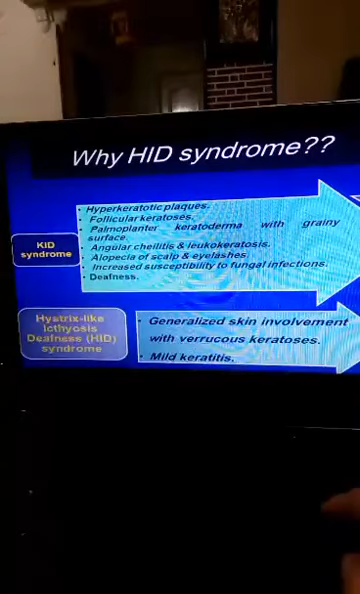 Why HID syndrome??
• Hyperkeratotic plaques.
• Follicular keratoses.
• Palmoplanter keratoderma with grainy
surface.
• Angular cheilitis & leukokeratosis.
• Alopecia of scalp & eyelashes
• Increased susceptibility to fungal infections.
• Deafness.
KID
syndrome
Hystrix-like
Icthyosis
Deafness (HID)
syndrome
• Generalized skin involvement
with verrucous keratoses.
• Mild keratitis.